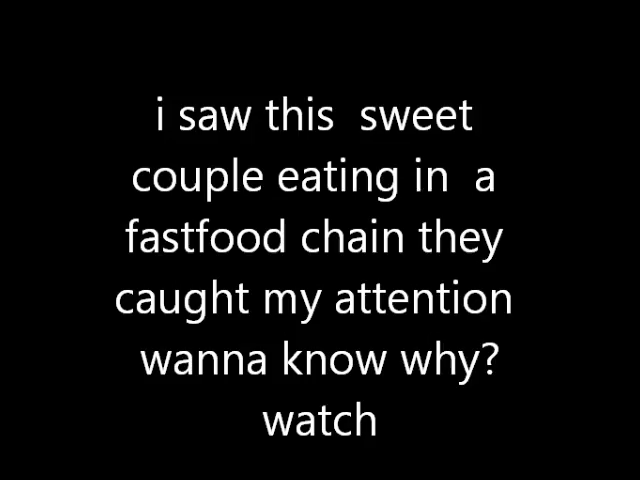 i saw this  sweet
couple eating in  a
fastfood chain they
caught my attention
wanna know why?
watch